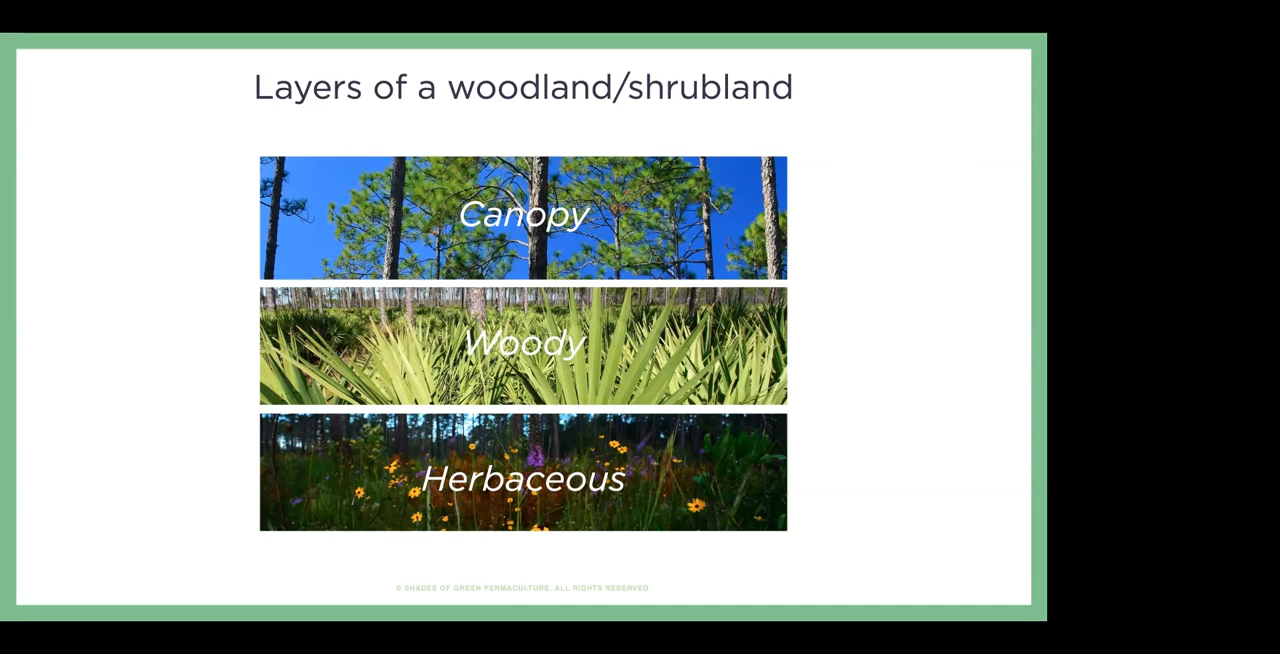 Layers of a woodland/shrubland
Canopy
Woody
Herbaceous
© SHADES OF GREEN PERMACULTURE, ALL RIGHTS RESERVED.